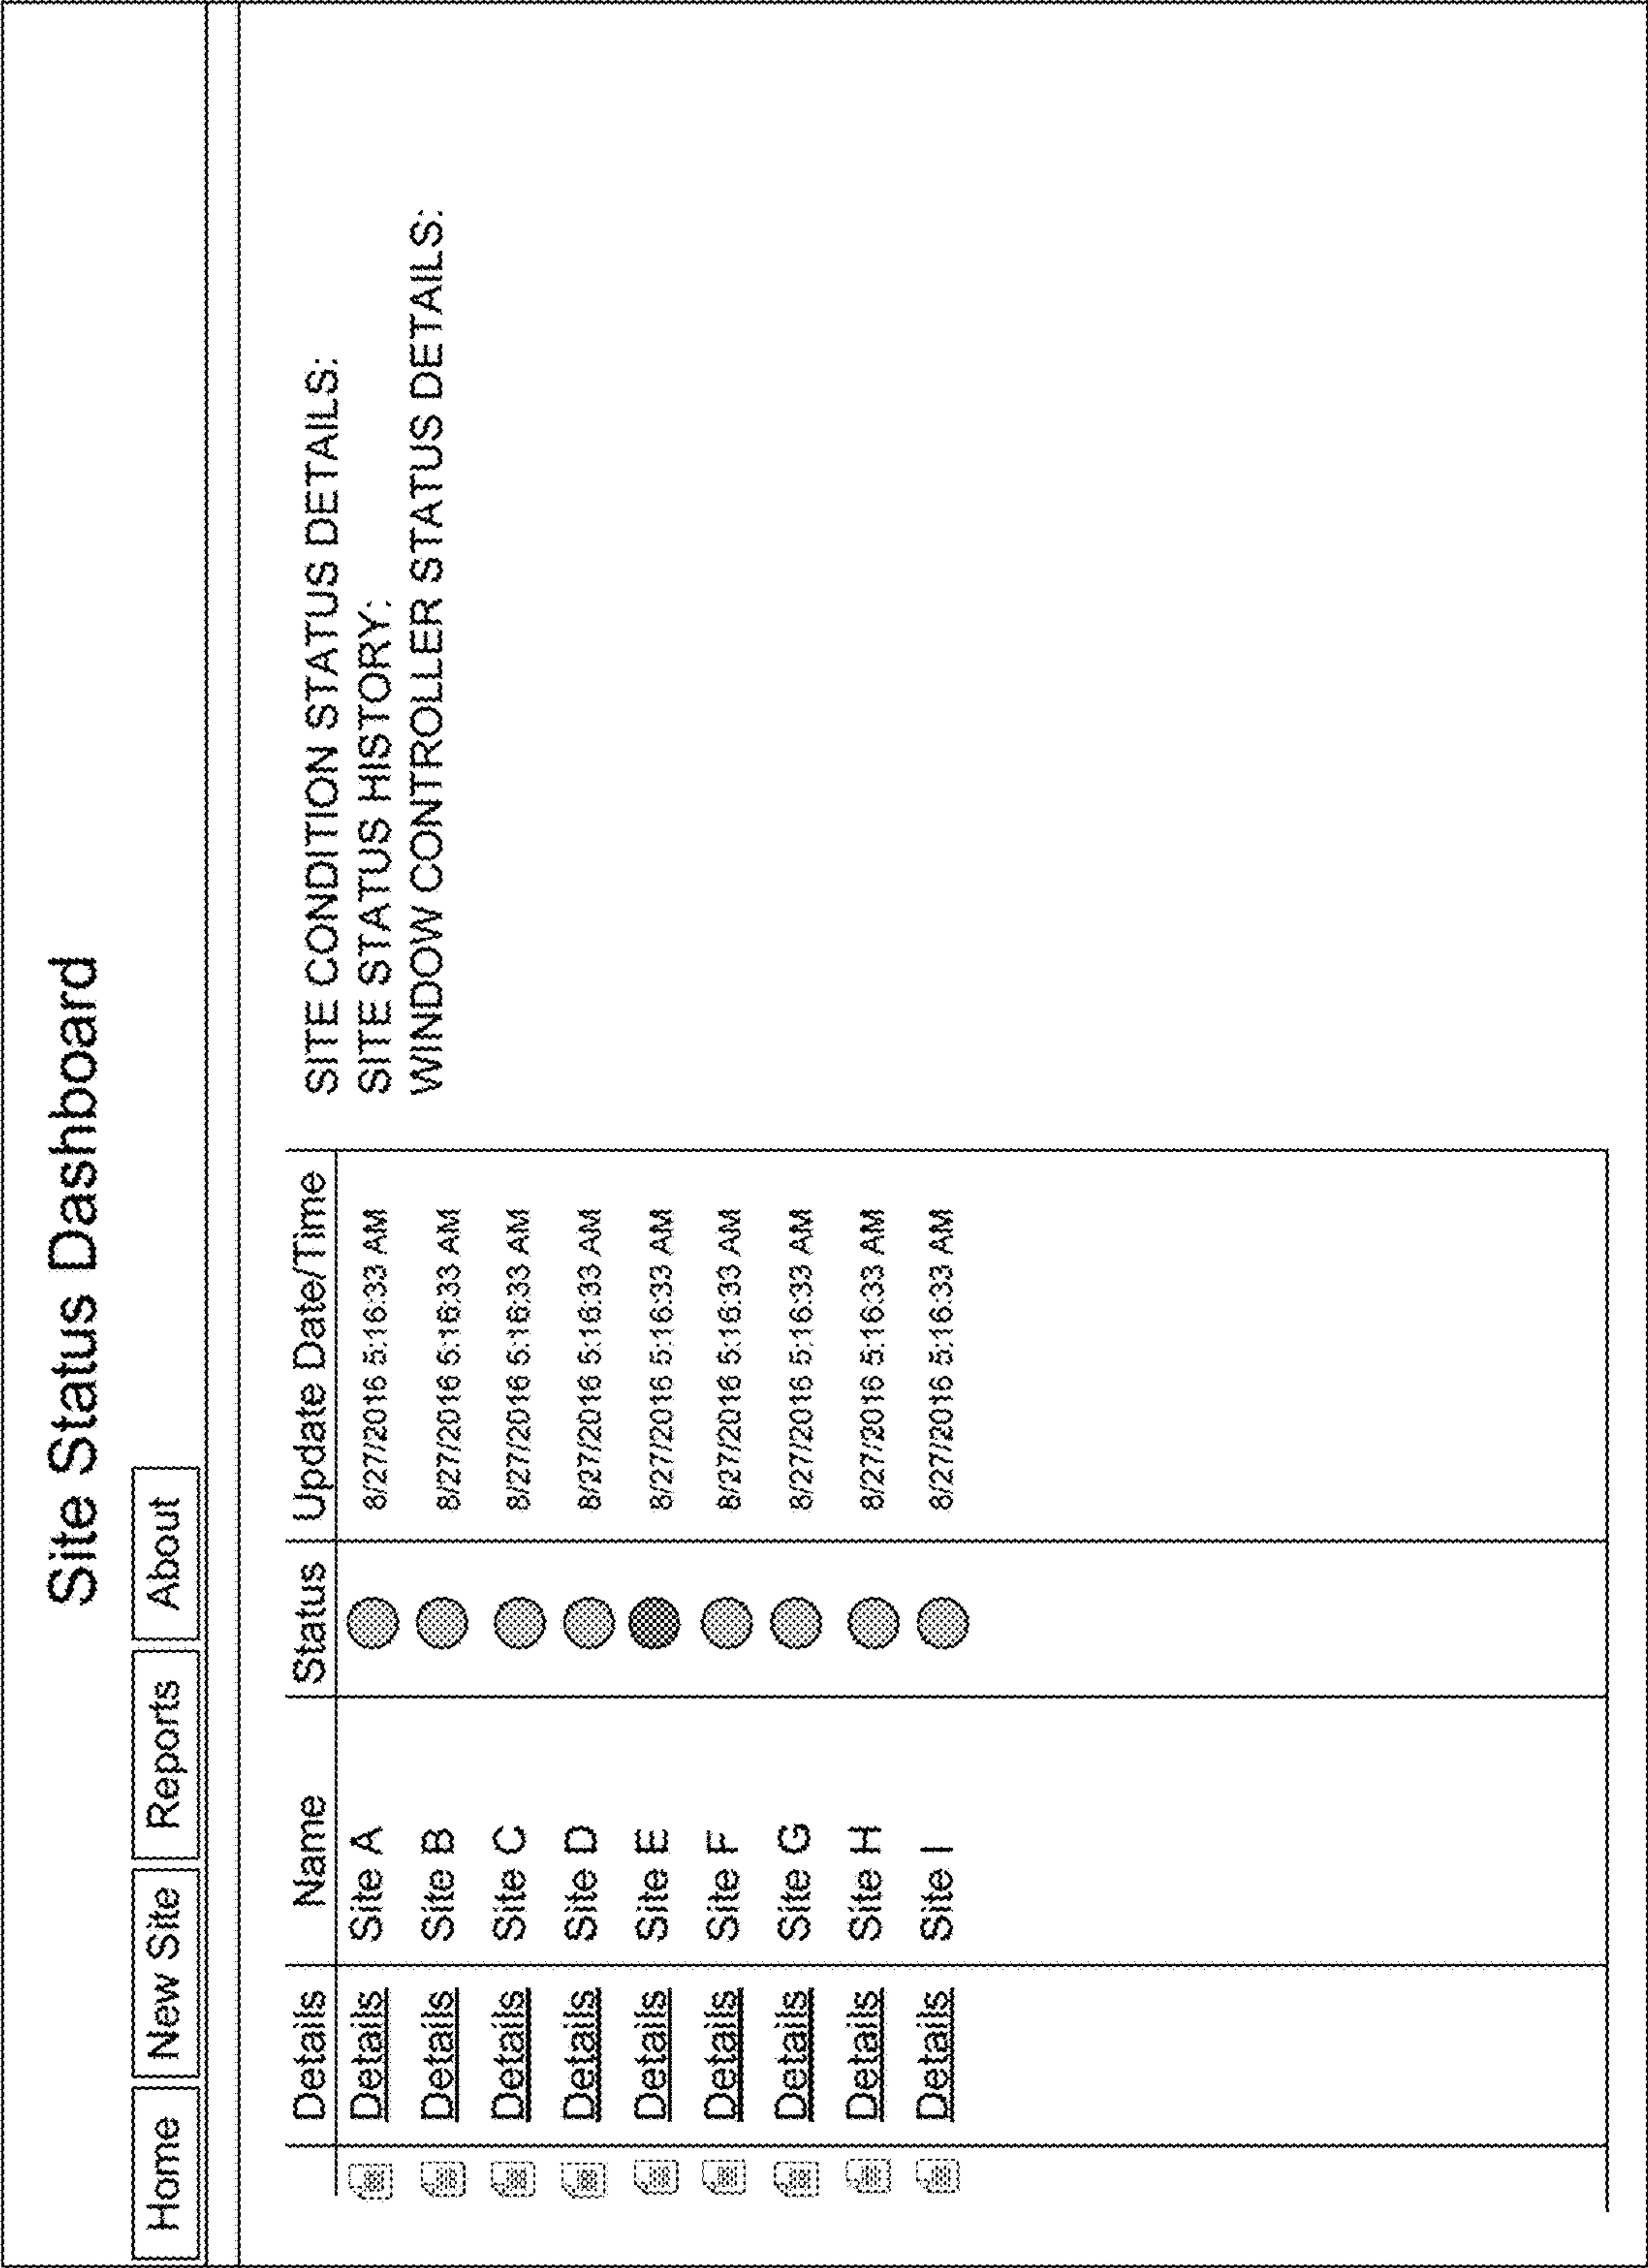 Site Status Dashboard
Home New Site Reports About
Details Name Status Update Date/Time
Details Site A 8/27/2016 5:16:33 AM
Details Site B 8/27/2016 5:16:33 AM
Details Site C 8/27/2016 5:16:33 AM
Details Site D 8/27/2016 5:16:33 AM
Details Site E 8/27/2016 5:16:33 AM
Details Site F 8/27/2016 5:16:33 AM
Details Site G 8/27/2016 5:16:33 AM
Details Site H 8/27/2016 5:16:33 AM
Details Site I 8/27/2016 5:16:33 AM
SITE CONDITION STATUS DETAILS:
SITE STATUS HISTORY:
WINDOW CONTROLLER STATUS DETAILS: